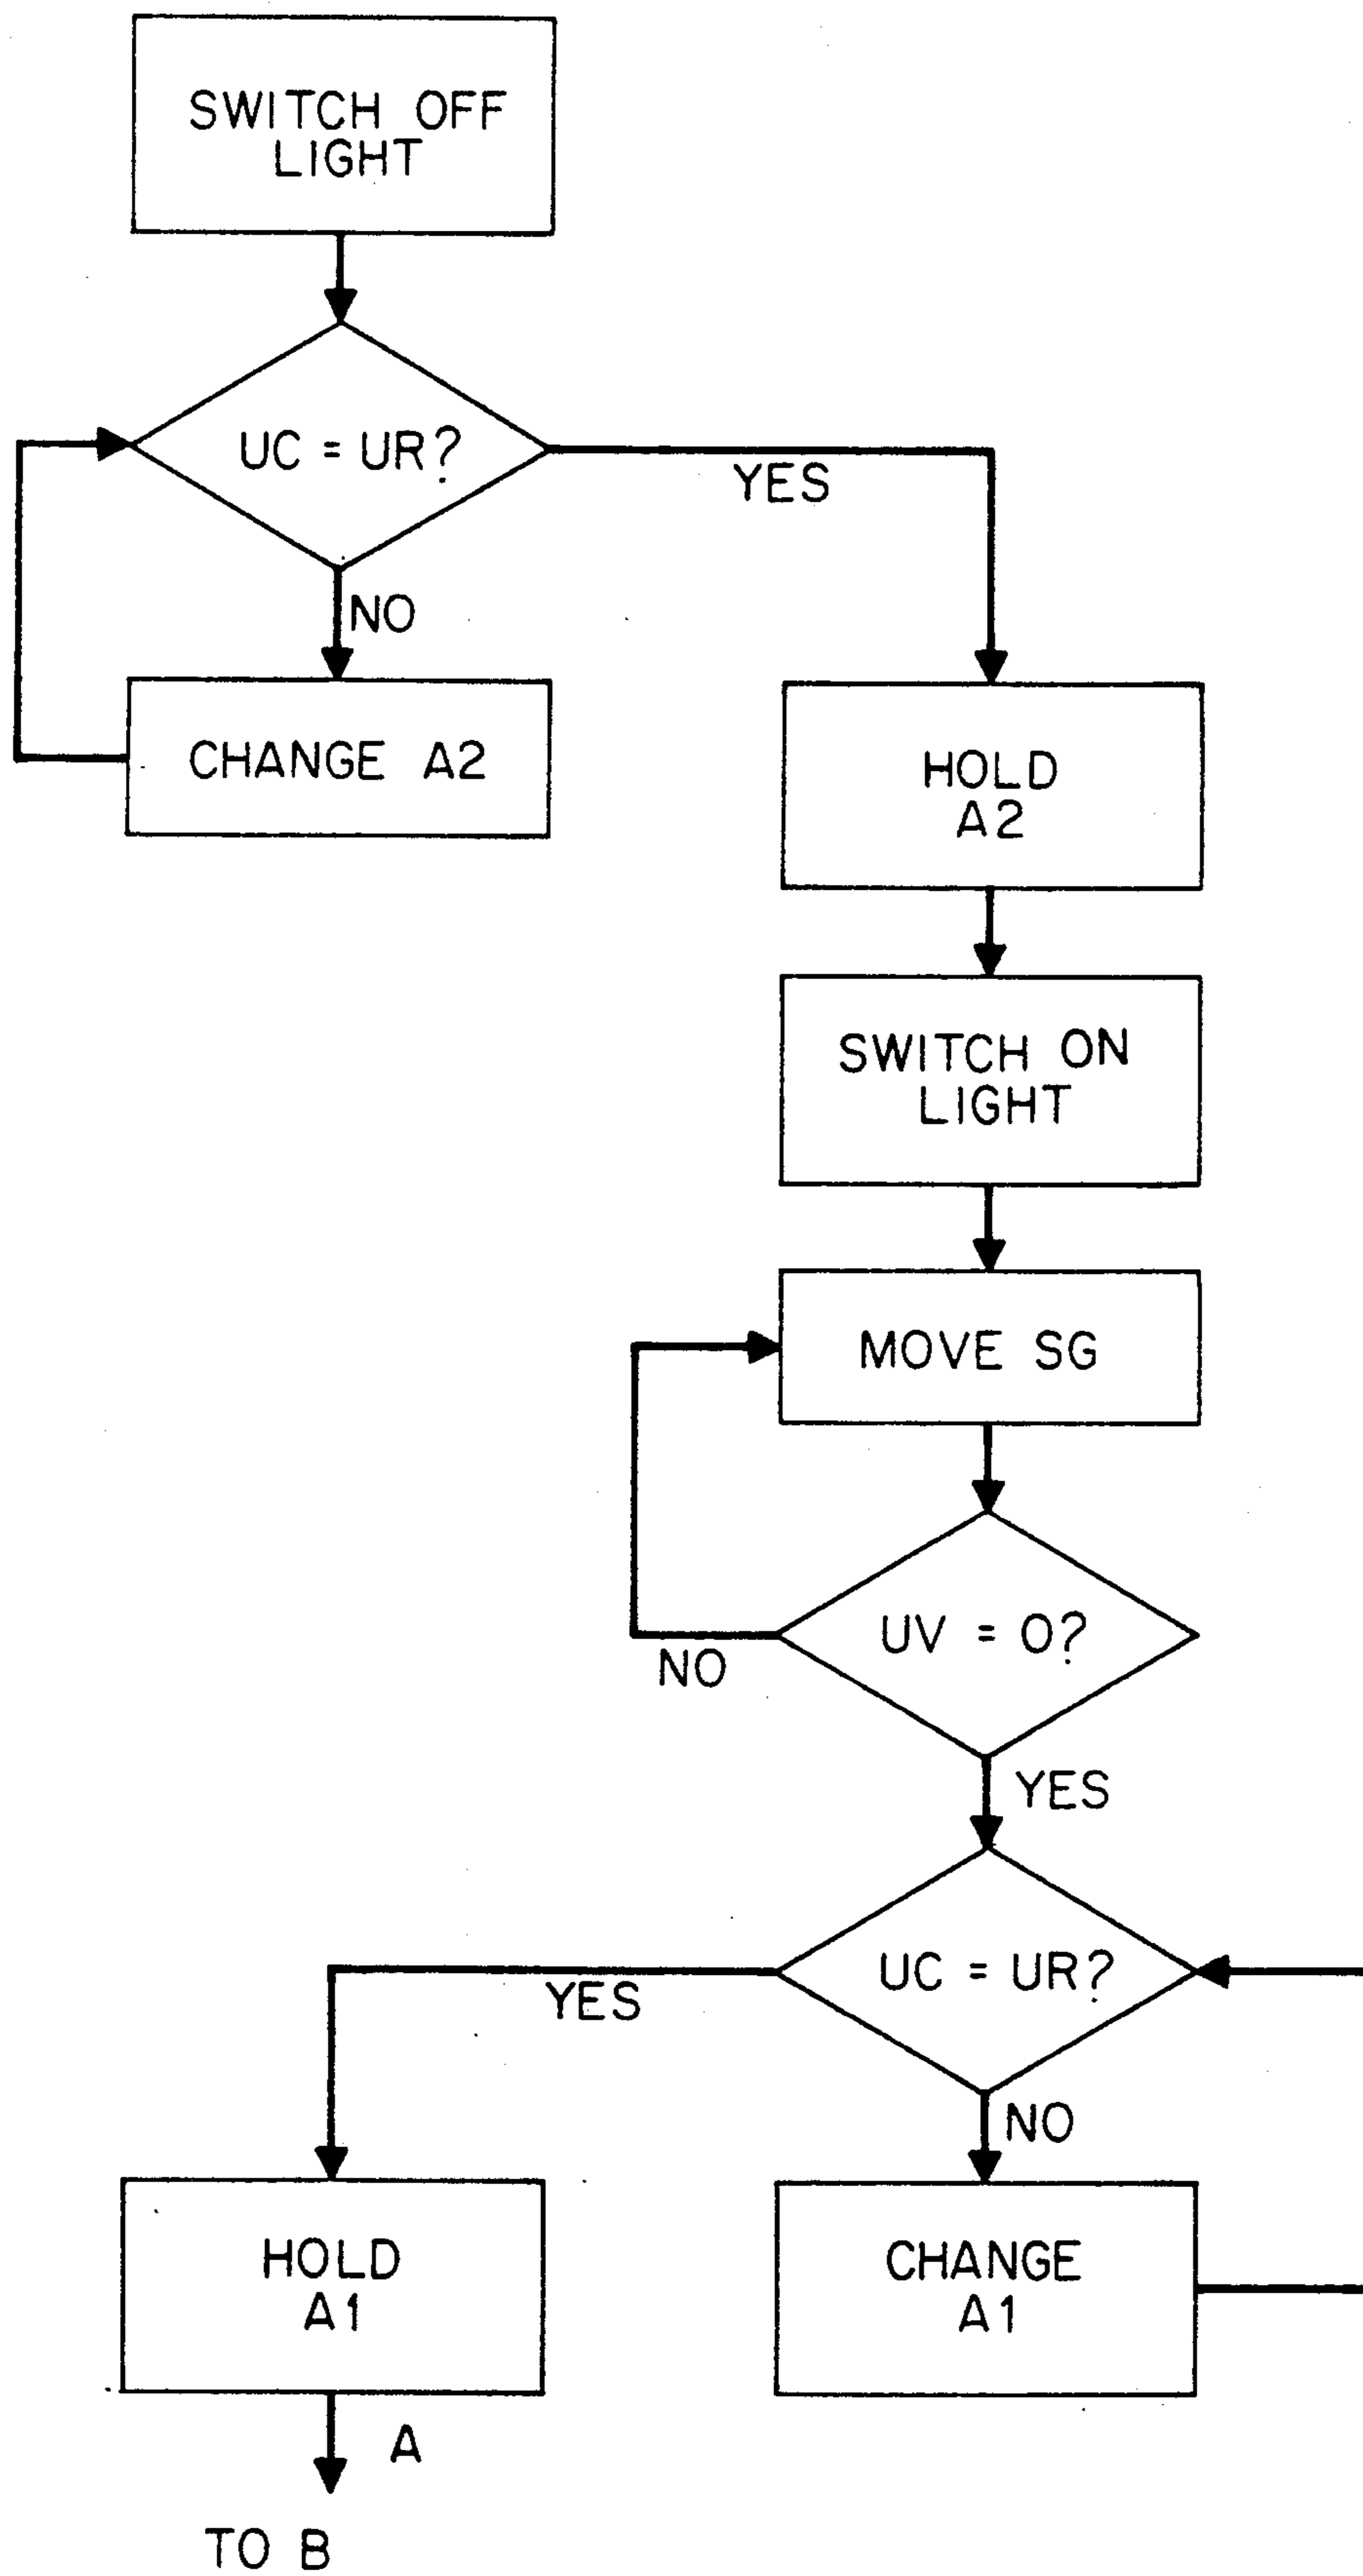 SWITCH OFF
LIGHT
UC = UR?
YES
NO
CHANGE A2
HOLD
A2
SWITCH ON
LIGHT
MOVE SG
UV = 0?
NO
YES
UC = UR?
YES
NO
HOLD
A1
CHANGE
A1
A
TO B